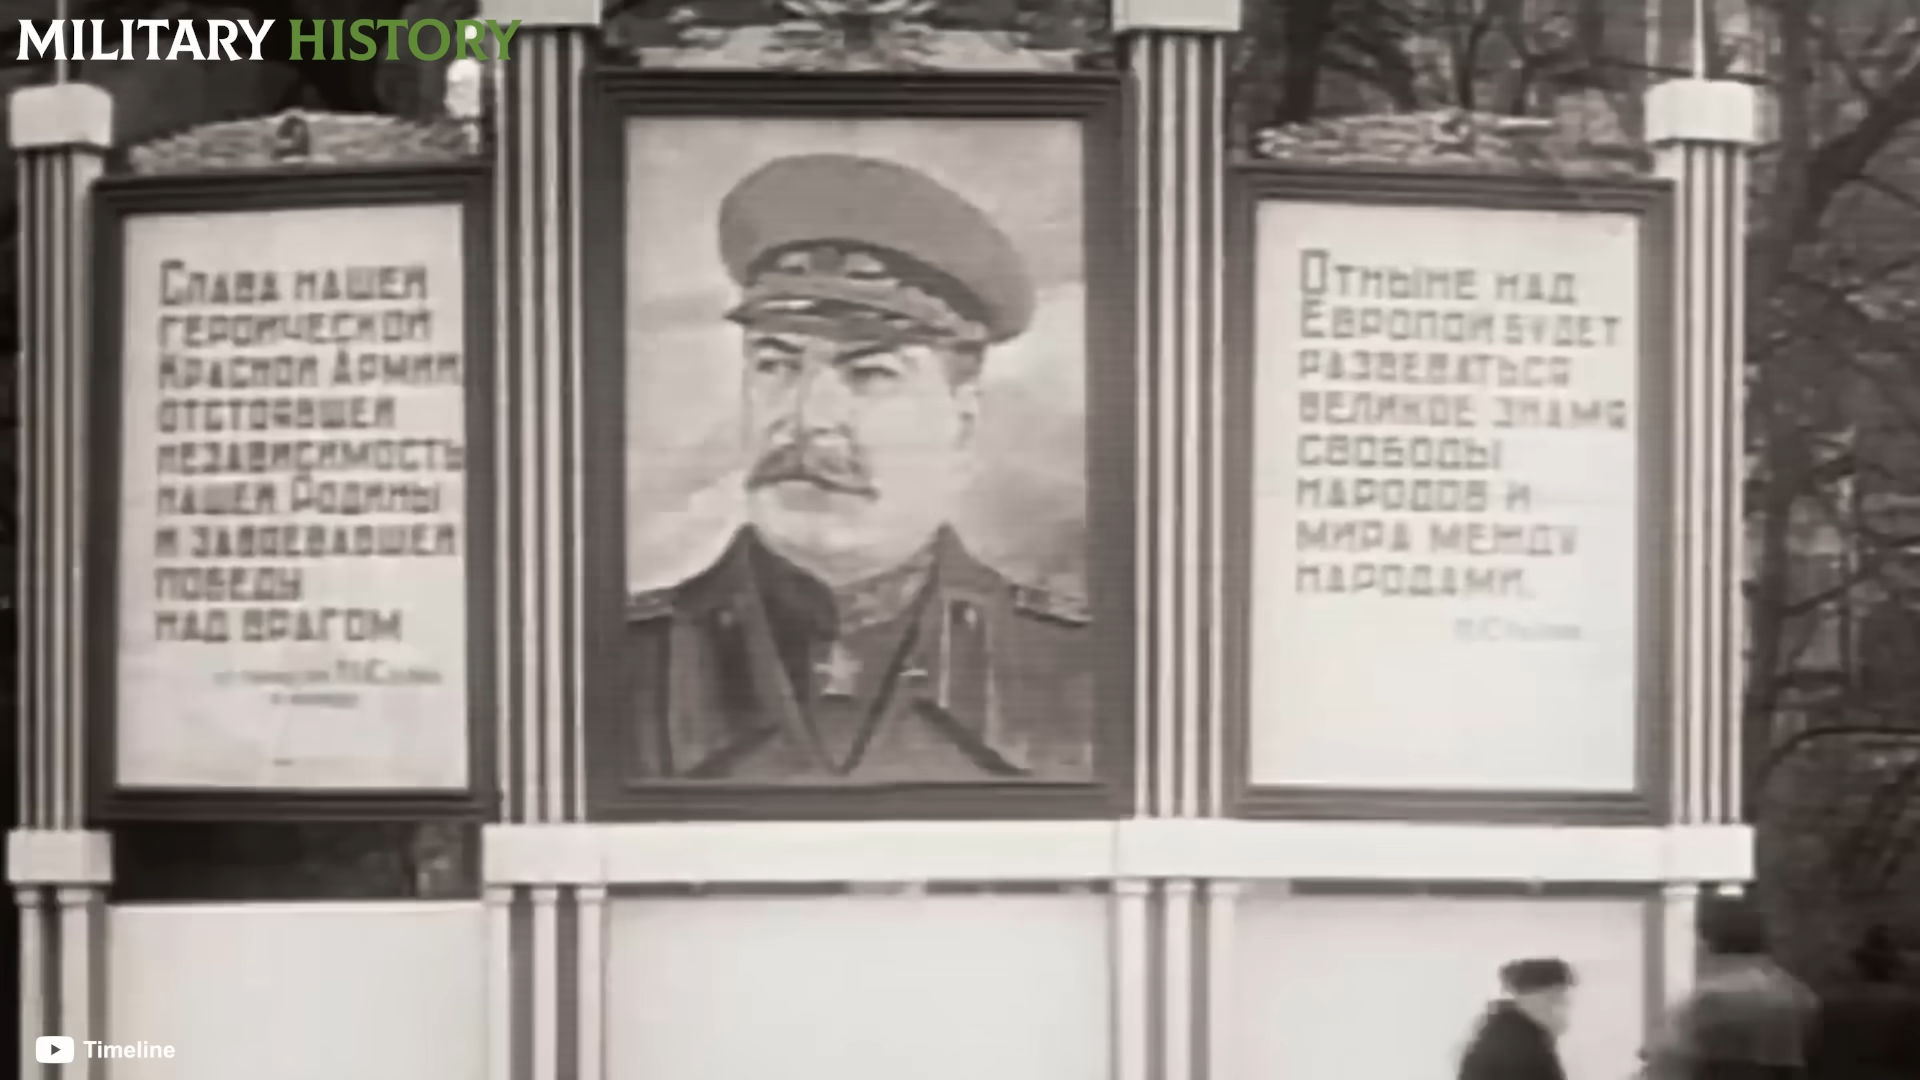 MILITARY HISTORY
Слава нашей
героической
Красной Армии,
отстоявшей
независимость
нашей Родины
и завоевавшей
победу
над врагом
Отныне над
Европой будет
развеваться
великое знамя
свободы
народов и
мира между
народами.
И. Сталин
Timeline